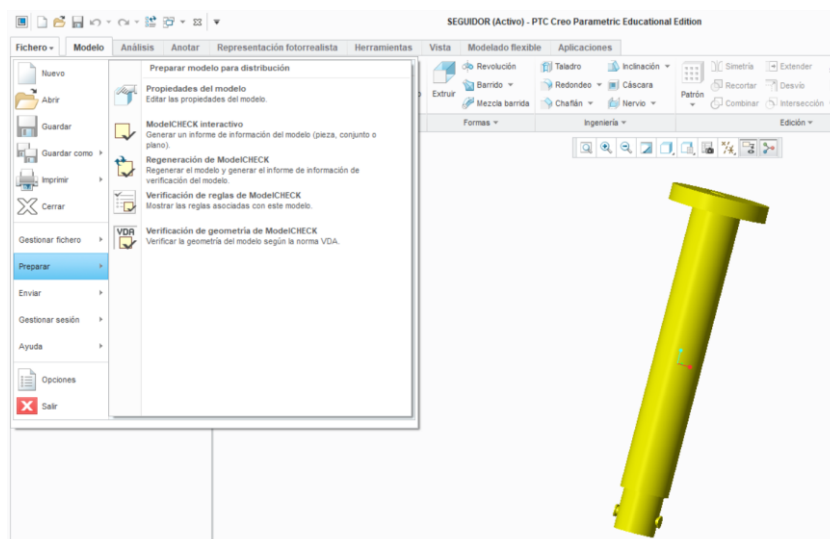 SEGUIDOR (Activo) - PTC Creo Parametric Educational Edition
Fichero Modelo Análisis Anotar Representación fotorrealista Herramientas Vista Modelado flexible Aplicaciones
Nuevo
Abrir
Guardar
Guardar como
Imprimir
Cerrar
Gestionar fichero
Preparar
Enviar
Gestionar sesión
Ayuda
Opciones
Salir
Preparar modelo para distribución
Propiedades del modelo
Editar las propiedades del modelo.
ModelCHECK interactivo
Generar un informe de información del modelo (pieza, conjunto o
plano).
Regeneración de ModelCHECK
Regenerar el modelo y generar el informe de información de
verificación del modelo.
Verificación de reglas de ModelCHECK
Mostrar las reglas asociadas con este modelo.
VDA
Verificación de geometría de ModelCHECK
Verificar la geometría del modelo según la norma VDA.
Extruir
Revolución
Barrido
Mezcla barrida
Formas
Taladro
Redondeo
Chaflán
Inclinación
Cáscara
Nervio
Ingeniería
Patrón
Simetría
Recortar
Combinar
Extender
Desvío
Intersección
Edición